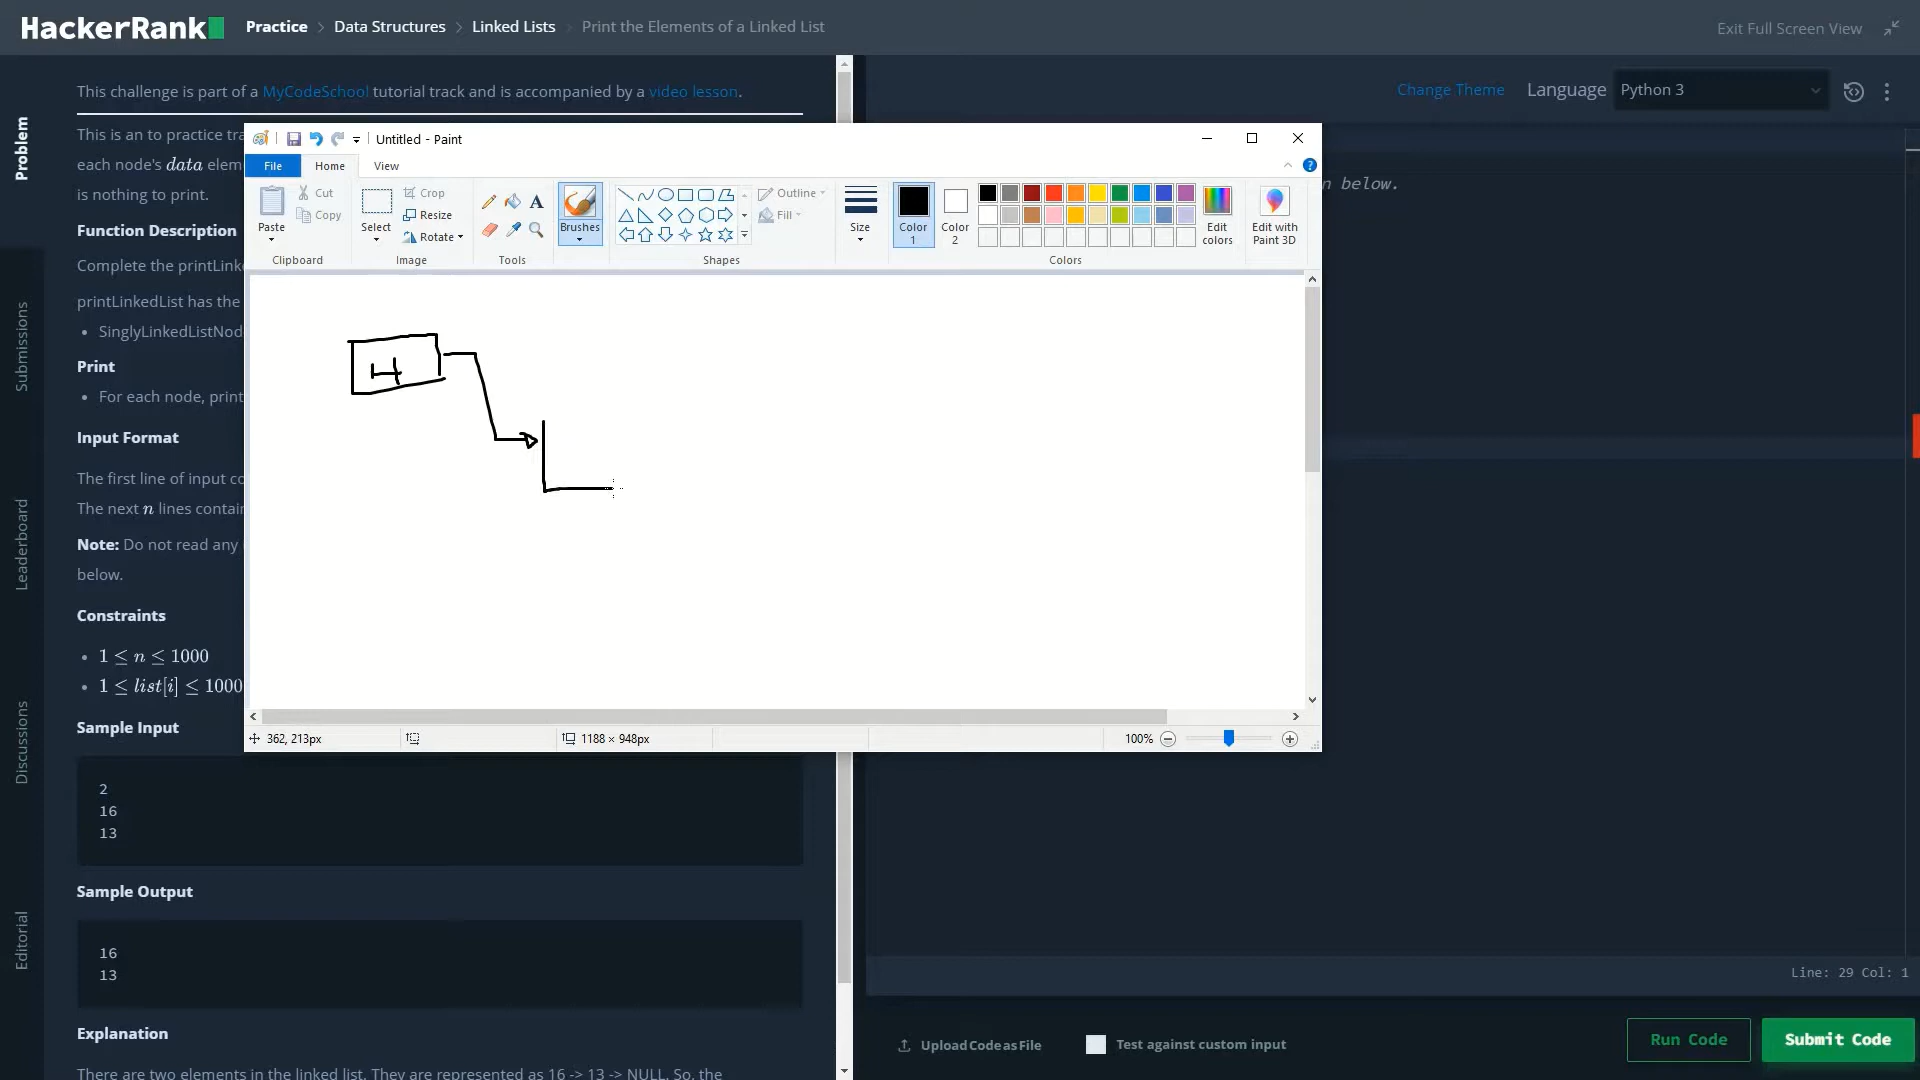 HackerRank Practice > Data Structures > Linked Lists > Print the Elements of a Linked List
Exit Full Screen View
This challenge is part of a MyCodeSchool tutorial track and is accompanied by a video lesson.
Change Theme Language Python 3
Problem
Submissions
Leaderboard
Discussions
Editorial
This is an to practice tra
each node's data elem
is nothing to print.
Function Description
Complete the printLinke
printLinkedList has the
• SinglyLinkedListNod
Print
• For each node, print
Input Format
The first line of input co
The next n lines contain
Note: Do not read any
below.
Constraints
• 1 ≤ n ≤ 1000
• 1 ≤ list[i] ≤ 1000
Sample Input
2
16
13
Sample Output
16
13
Explanation
There are two elements in the linked list. They are represented as 16 -> 13 -> NULL. So, the
Untitled - Paint
File Home View
Paste
Cut
Copy
Clipboard
Select
Crop
Resize
Rotate
Image
A
Tools
Brushes
Shapes
Outline
Fill
Size
Color 1
Color 2
Edit colors
Edit with Paint 3D
Colors
H
362, 213px
1188 × 948px
100%
n below.
Line: 29 Col: 1
Upload Code as File
Test against custom input
Run Code
Submit Code